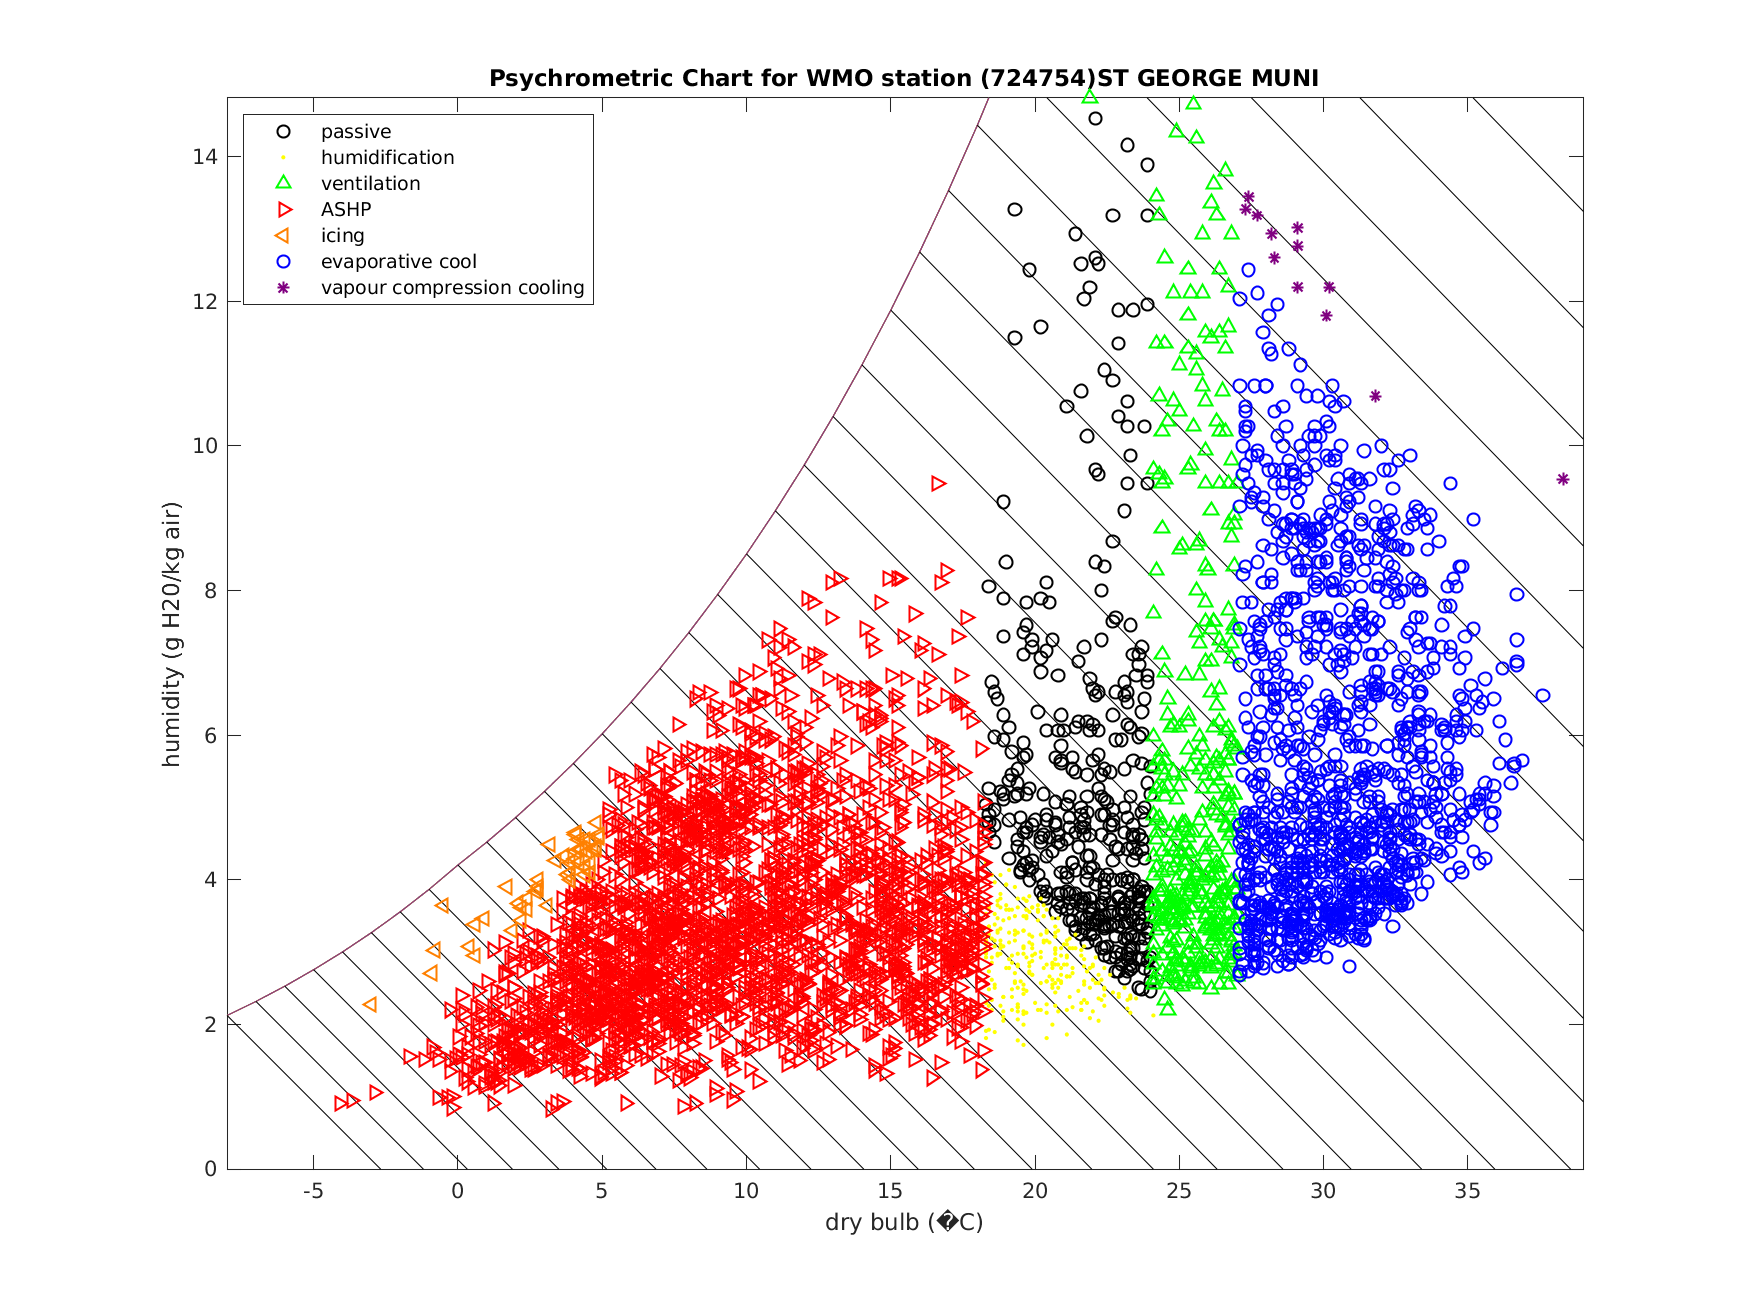 Psychrometric Chart for WMO station (724754)ST GEORGE MUNI
passive
humidification
ventilation
ASHP
icing
evaporative cool
vapour compression cooling
humidity (g H20/kg air)
14
12
10
8
6
4
2
0
-5 0 5 10 15 20 25 30 35
dry bulb (�C)